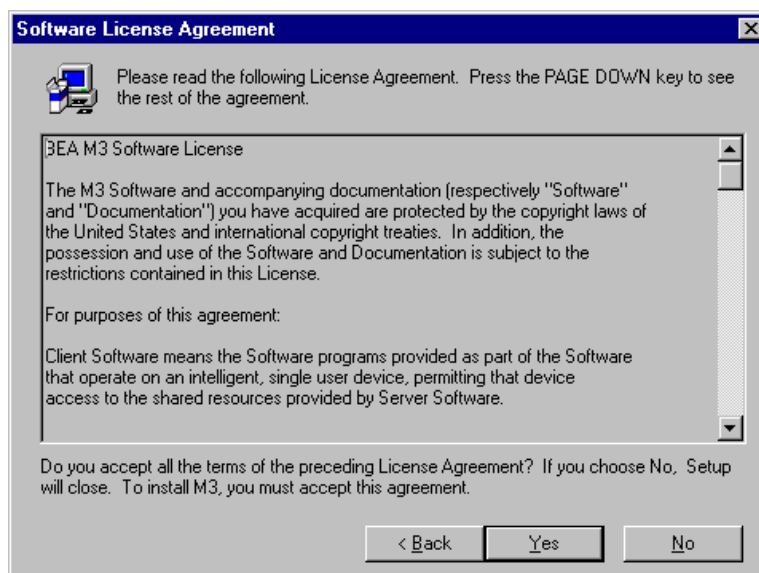 Software License Agreement
Please read the following License Agreement. Press the PAGE DOWN key to see
the rest of the agreement.
BEA M3 Software License
The M3 Software and accompanying documentation (respectively "Software"
and "Documentation") you have acquired are protected by the copyright laws of
the United States and international copyright treaties. In addition, the
possession and use of the Software and Documentation is subject to the
restrictions contained in this License.
For purposes of this agreement:
Client Software means the Software programs provided as part of the Software
that operate on an intelligent, single user device, permitting that device
access to the shared resources provided by Server Software.
Do you accept all the terms of the preceding License Agreement? If you choose No, Setup
will close. To install M3, you must accept this agreement.
< Back Yes No